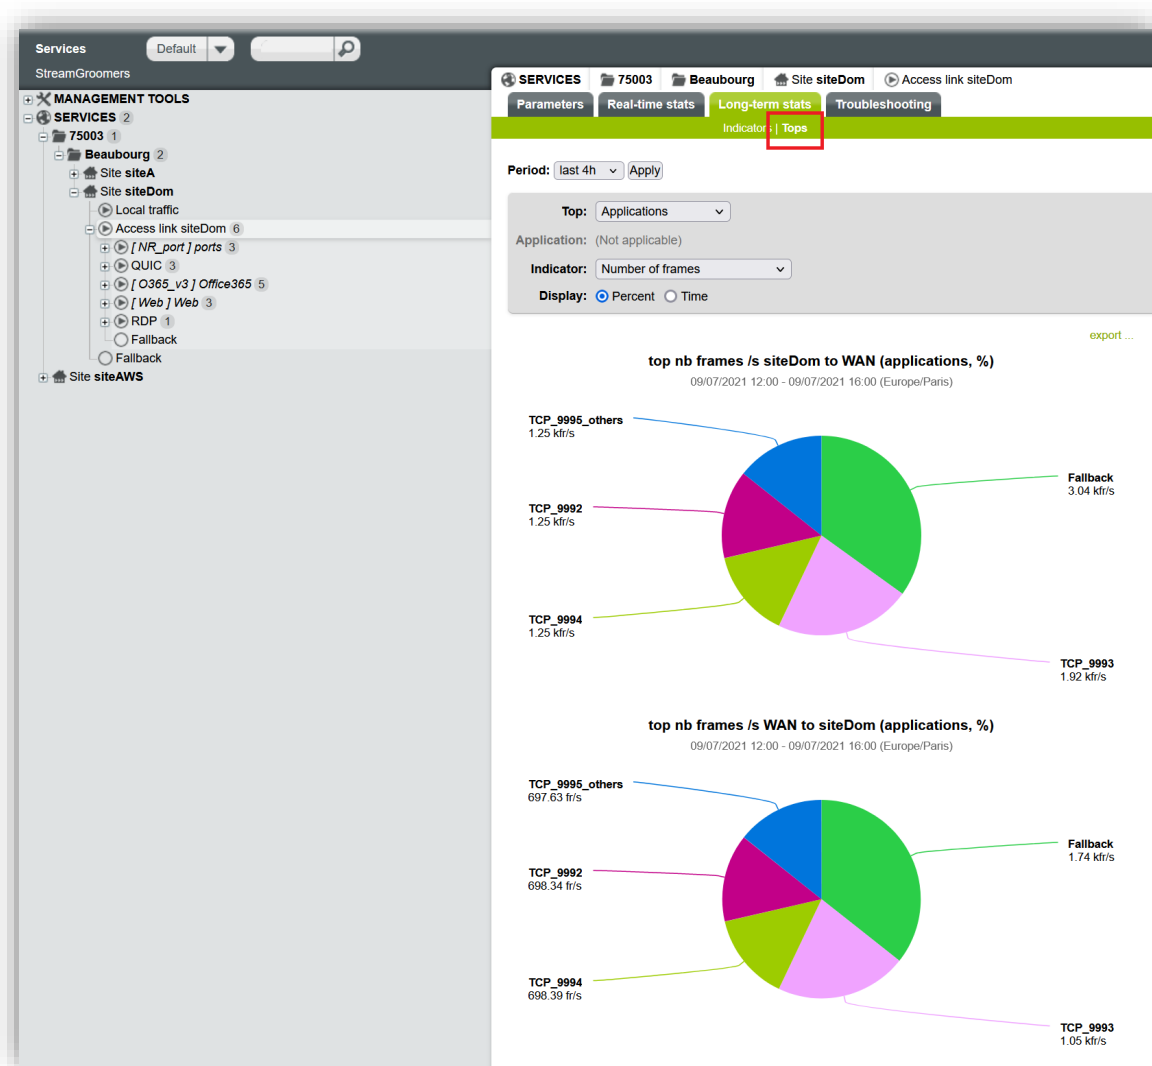 Services
Default
StreamGroomers
MANAGEMENT TOOLS
SERVICES 2
75003 1
Beaubourg 2
Site siteA
Site siteDom
Local traffic
Access link siteDom 6
[ NR_port ] ports 3
QUIC 3
[ O365_v3 ] Office365 5
[ Web ] Web 3
RDP 1
Fallback
Fallback
Site siteAWS
SERVICES 75003 Beaubourg Site siteDom Access link siteDom
Parameters Real-time stats Long-term stats Troubleshooting
Indicators | Tops
Period: last 4h Apply
Top: Applications
Application: (Not applicable)
Indicator: Number of frames
Display: Percent Time
export ...
top nb frames /s siteDom to WAN (applications, %)
09/07/2021 12:00 - 09/07/2021 16:00 (Europe/Paris)
TCP_9995_others
1.25 kfr/s
Fallback
3.04 kfr/s
TCP_9992
1.25 kfr/s
TCP_9994
1.25 kfr/s
TCP_9993
1.92 kfr/s
top nb frames /s WAN to siteDom (applications, %)
09/07/2021 12:00 - 09/07/2021 16:00 (Europe/Paris)
TCP_9995_others
697.63 fr/s
Fallback
1.74 kfr/s
TCP_9992
698.34 fr/s
TCP_9994
698.39 fr/s
TCP_9993
1.05 kfr/s